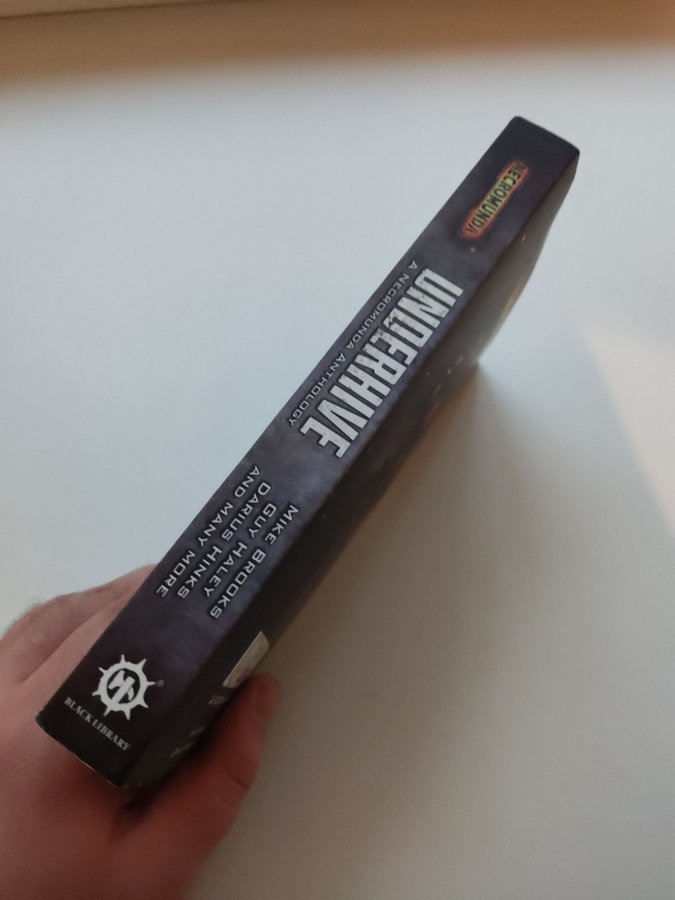 NECROMUNDA
UNDERHIVE
A NECROMUNDA ANTHOLOGY
MIKE BROOKS
GUY HALEY
DARIUS HINKS
AND MANY MORE
BLACK LIBRARY